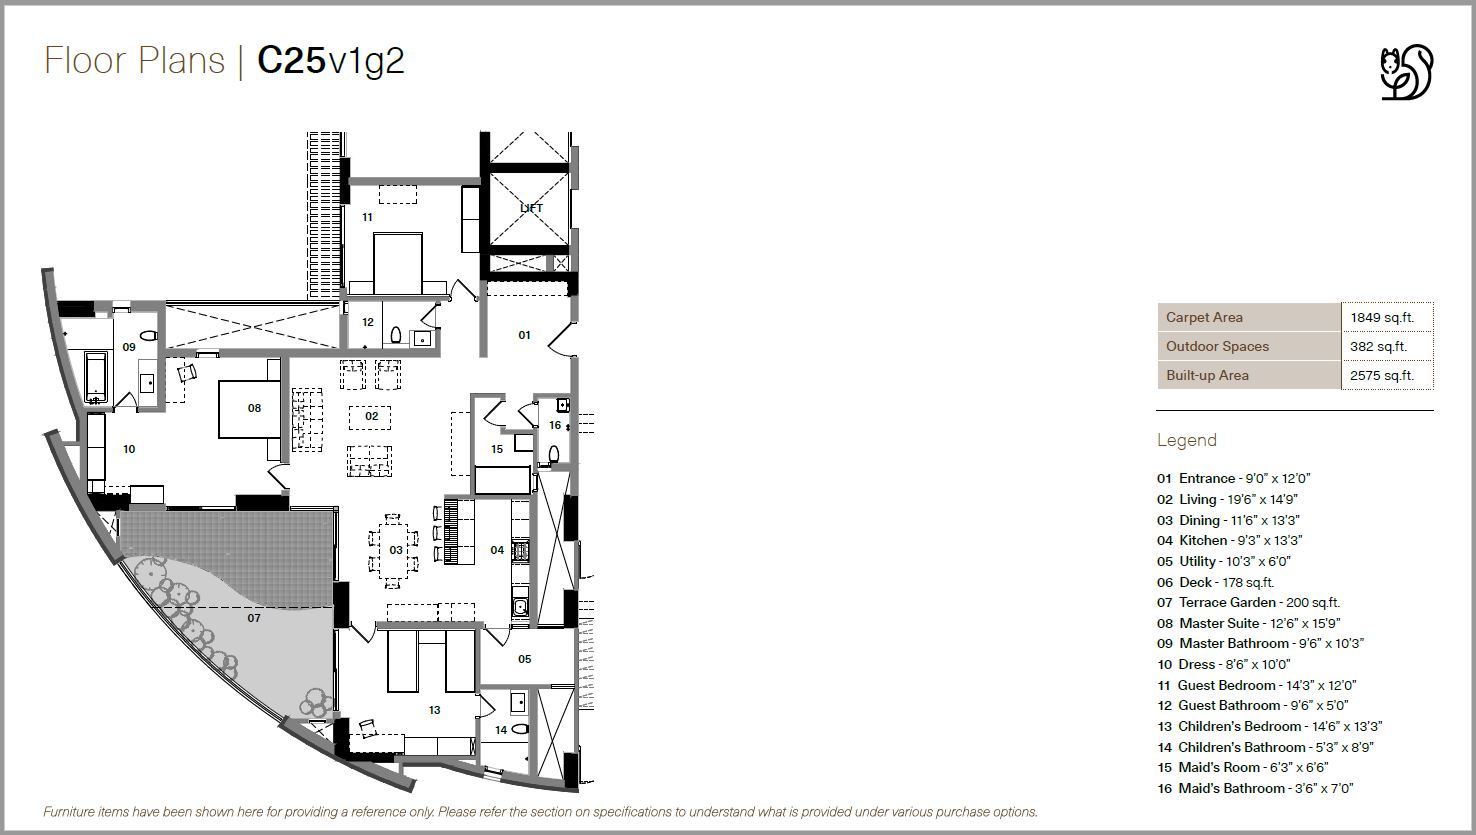 Floor Plans | C25v1g2
LIFT
11
12
01
09
08
02
16
10
15
03
04
07
05
13
14
Carpet Area 1849 sq.ft.
Outdoor Spaces 382 sq.ft.
Built-up Area 2575 sq.ft.
Legend
01 Entrance - 9'0" x 12'0"
02 Living - 19'6" x 14'9"
03 Dining - 11'6" x 13'3"
04 Kitchen - 9'3" x 13'3"
05 Utility - 10'3" x 6'0"
06 Deck - 178 sq.ft.
07 Terrace Garden - 200 sq.ft.
08 Master Suite - 12'6" x 15'9"
09 Master Bathroom - 9'6" x 10'3"
10 Dress - 8'6" x 10'0"
11 Guest Bedroom - 14'3" x 12'0"
12 Guest Bathroom - 9'6" x 5'0"
13 Children's Bedroom - 14'6" x 13'3"
14 Children's Bathroom - 5'3" x 8'9"
15 Maid's Room - 6'3" x 6'6"
16 Maid's Bathroom - 3'6" x 7'0"
Furniture items have been shown here for providing a reference only. Please refer the section on specifications to understand what is provided under various purchase options.